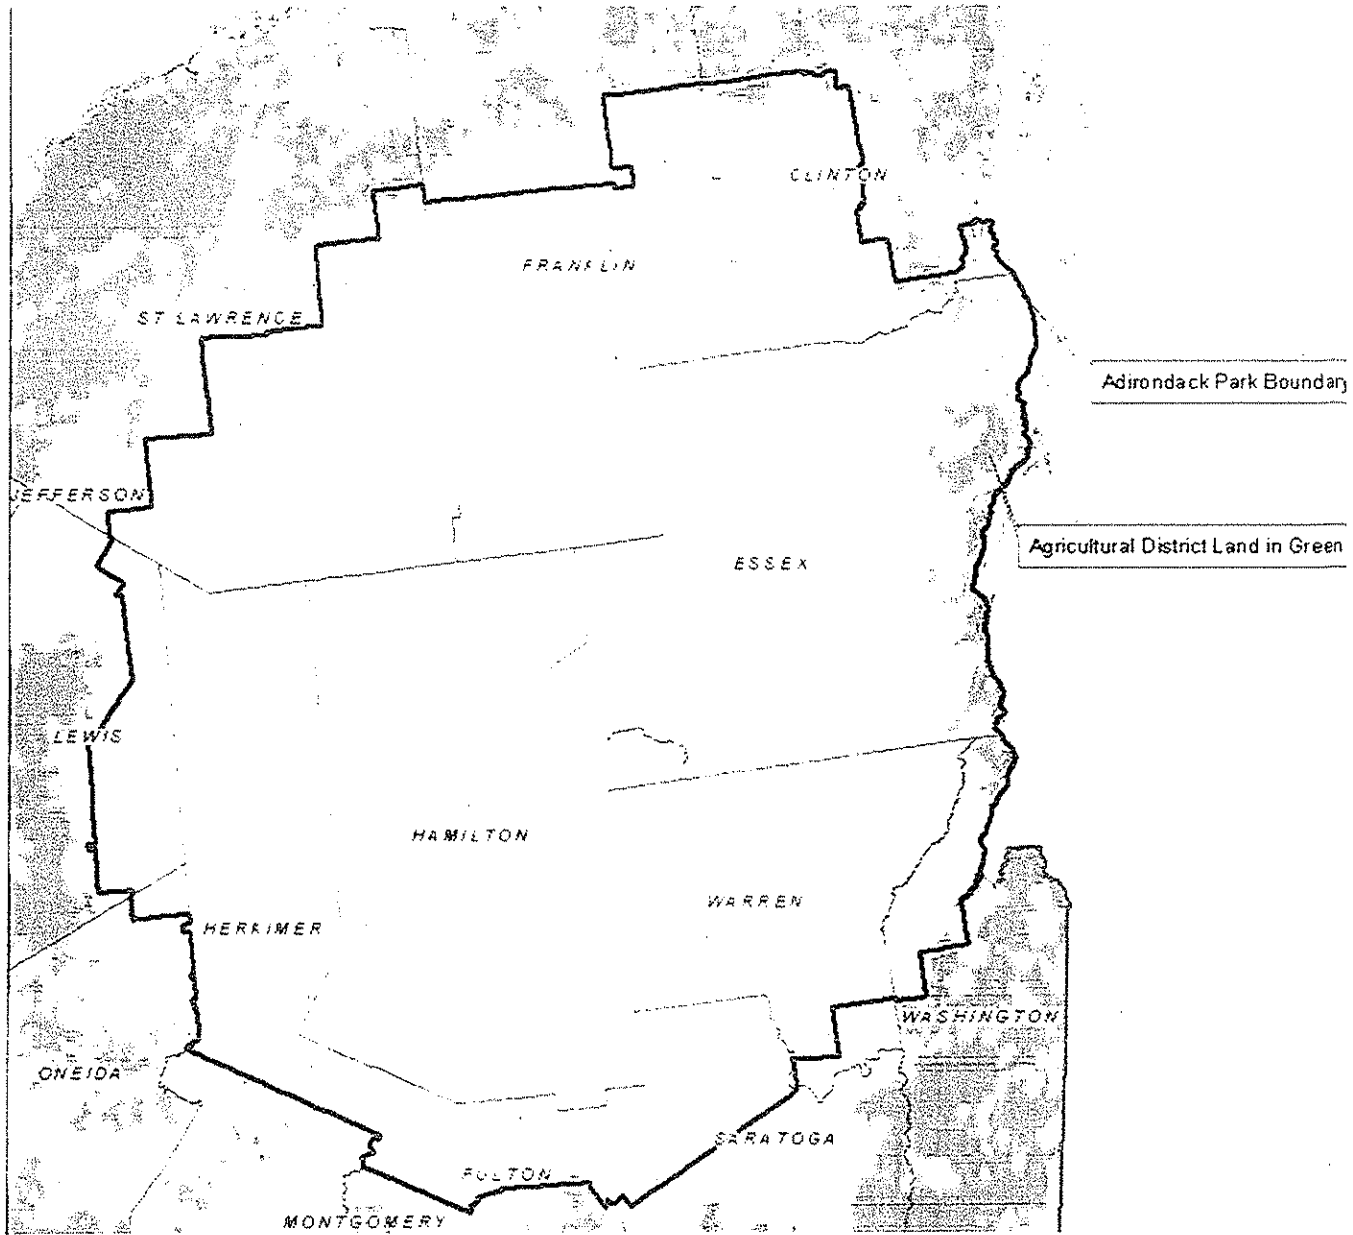 CLINTON
FRANKLIN
ST LAWRENCE
Adirondack Park Boundary
JEFFERSON
Agricultural District Land in Green
ESSEX
LEWIS
HAMILTON
WARREN
HERKIMER
WASHINGTON
ONEIDA
SARATOGA
FULTON
MONTGOMERY